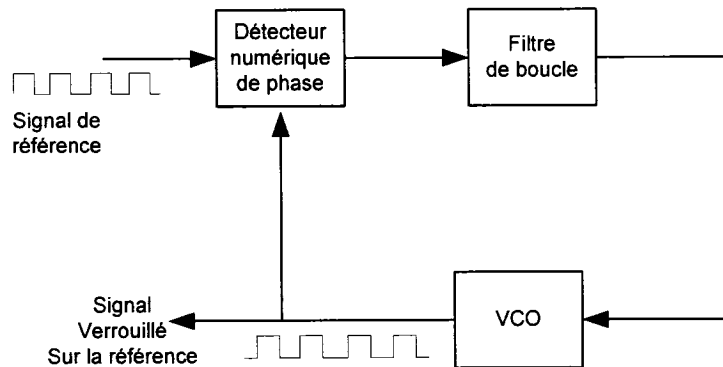 Détecteur
numérique
de phase
Filtre
de boucle
Signal de
référence
Signal
Verrouillé
Sur la référence
VCO